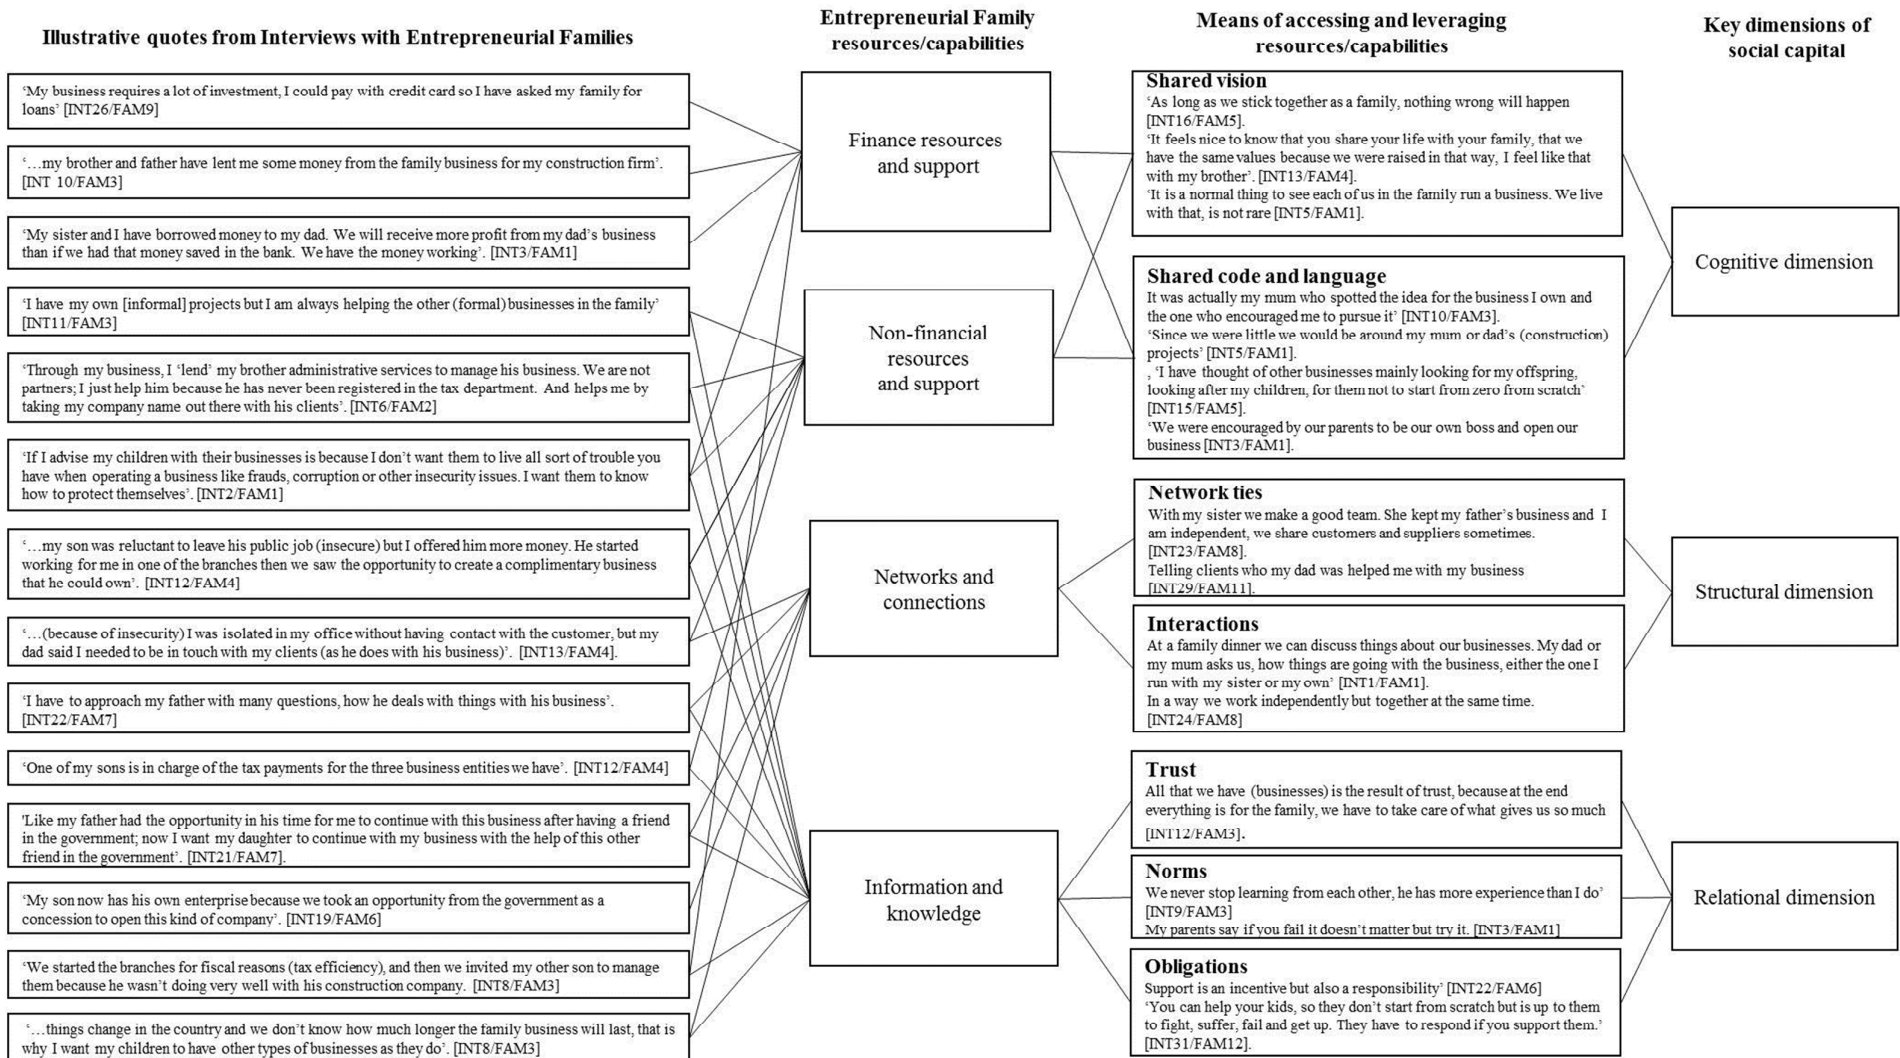 Illustrative quotes from Interviews with Entrepreneurial Families
‘My business requires a lot of investment, I could pay with credit card so I have asked my family for
loans’ [INT26/FAM9]
‘…my brother and father have lent me some money from the family business for my construction firm’.
[INT 10/FAM3]
‘My sister and I have borrowed money to my dad. We will receive more profit from my dad’s business
than if we had that money saved in the bank. We have the money working’. [INT3/FAM1]
‘I have my own [informal] projects but I am always helping the other (formal) businesses in the family’
[INT11/FAM3]
‘Through my business, I ‘lend’ my brother administrative services to manage his business. We are not
partners; I just help him because he has never been registered in the tax department. And helps me by
taking my company name out there with his clients’. [INT6/FAM2]
‘If I advise my children with their businesses is because I don’t want them to live all sort of trouble you
have when operating a business like frauds, corruption or other insecurity issues. I want them to know
how to protect themselves’. [INT2/FAM1]
‘…my son was reluctant to leave his public job (insecure) but I offered him more money. He started
working for me in one of the branches then we saw the opportunity to create a complimentary business
that he could own’. [INT12/FAM4]
‘…(because of insecurity) I was isolated in my office without having contact with the customer, but my
dad said I needed to be in touch with my clients (as he does with his business)’. [INT13/FAM4].
‘I have to approach my father with many questions, how he deals with things with his business’.
[INT22/FAM7]
‘One of my sons is in charge of the tax payments for the three business entities we have’. [INT12/FAM4]
'Like my father had the opportunity in his time for me to continue with this business after having a friend
in the government; now I want my daughter to continue with my business with the help of this other
friend in the government’. [INT21/FAM7].
‘My son now has his own enterprise because we took an opportunity from the government as a
concession to open this kind of company’. [INT19/FAM6]
‘We started the branches for fiscal reasons (tax efficiency), and then we invited my other son to manage
them because he wasn’t doing very well with his construction company. [INT8/FAM3]
‘…things change in the country and we don’t know how much longer the family business will last, that is
why I want my children to have other types of businesses as they do’. [INT8/FAM3]
Entrepreneurial Family
resources/capabilities
Finance resources
and support
Non-financial
resources
and support
Networks and
connections
Information and
knowledge
Means of accessing and leveraging
resources/capabilities
Shared vision
‘As long as we stick together as a family, nothing wrong will happen
[INT16/FAM5].
‘It feels nice to know that you share your life with your family, that we
have the same values because we were raised in that way, I feel like that
with my brother’. [INT13/FAM4].
‘It is a normal thing to see each of us in the family run a business. We live
with that, is not rare [INT5/FAM1].
Shared code and language
It was actually my mum who spotted the idea for the business I own and
the one who encouraged me to pursue it’ [INT10/FAM3].
‘Since we were little we would be around my mum or dad’s (construction)
projects’ [INT5/FAM1].
, ‘I have thought of other businesses mainly looking for my offspring,
looking after my children, for them not to start from zero from scratch’
[INT15/FAM5].
‘We were encouraged by our parents to be our own boss and open our
business [INT3/FAM1].
Network ties
With my sister we make a good team. She kept my father’s business and I
am independent, we share customers and suppliers sometimes.
[INT23/FAM8].
Telling clients who my dad was helped me with my business
[INT29/FAM11].
Interactions
At a family dinner we can discuss things about our businesses. My dad or
my mum asks us, how things are going with the business, either the one I
run with my sister or my own’ [INT1/FAM1].
In a way we work independently but together at the same time.
[INT24/FAM8]
Trust
All that we have (businesses) is the result of trust, because at the end
everything is for the family, we have to take care of what gives us so much
[INT12/FAM3].
Norms
We never stop learning from each other, he has more experience than I do’
[INT9/FAM3]
My parents say if you fail it doesn’t matter but try it. [INT3/FAM1]
Obligations
Support is an incentive but also a responsibility’ [INT22/FAM6]
‘You can help your kids, so they don’t start from scratch but is up to them
to fight, suffer, fail and get up. They have to respond if you support them.’
[INT31/FAM12].
Key dimensions of
social capital
Cognitive dimension
Structural dimension
Relational dimension